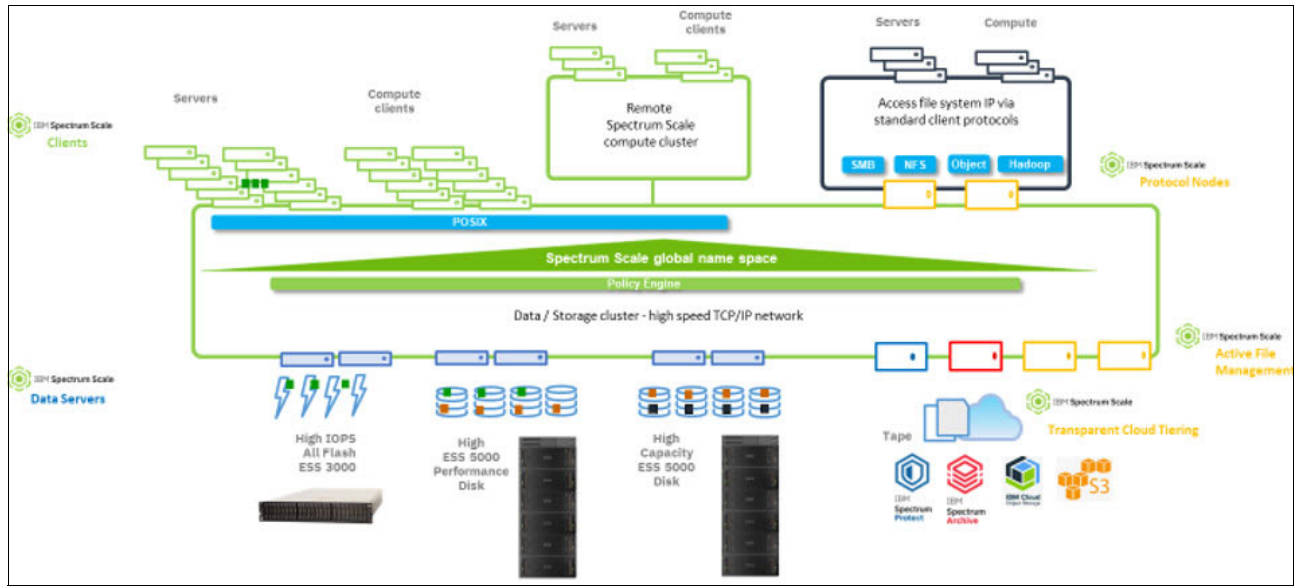 Servers
Compute
clients
Servers
Compute
clients
Servers
Compute
IBM Spectrum Scale
Clients
Remote
Spectrum Scale
compute cluster
Access file system IP via
standard client protocols
SMB
NFS
Object
Hadoop
IBM Spectrum Scale
Protocol Nodes
POSIX
Spectrum Scale global name space
Policy Engine
Data / Storage cluster - high speed TCP/IP network
IBM Spectrum Scale
Active File
Management
IBM Spectrum Scale
Data Servers
High IOPS
All Flash
ESS 3000
High
ESS 5000
Performance
Disk
High
Capacity
ESS 5000
Disk
IBM Spectrum Scale
Transparent Cloud Tiering
Tape
IBM
Spectrum
Protect
IBM
Spectrum
Archive
IBM Cloud
Object Storage
S3